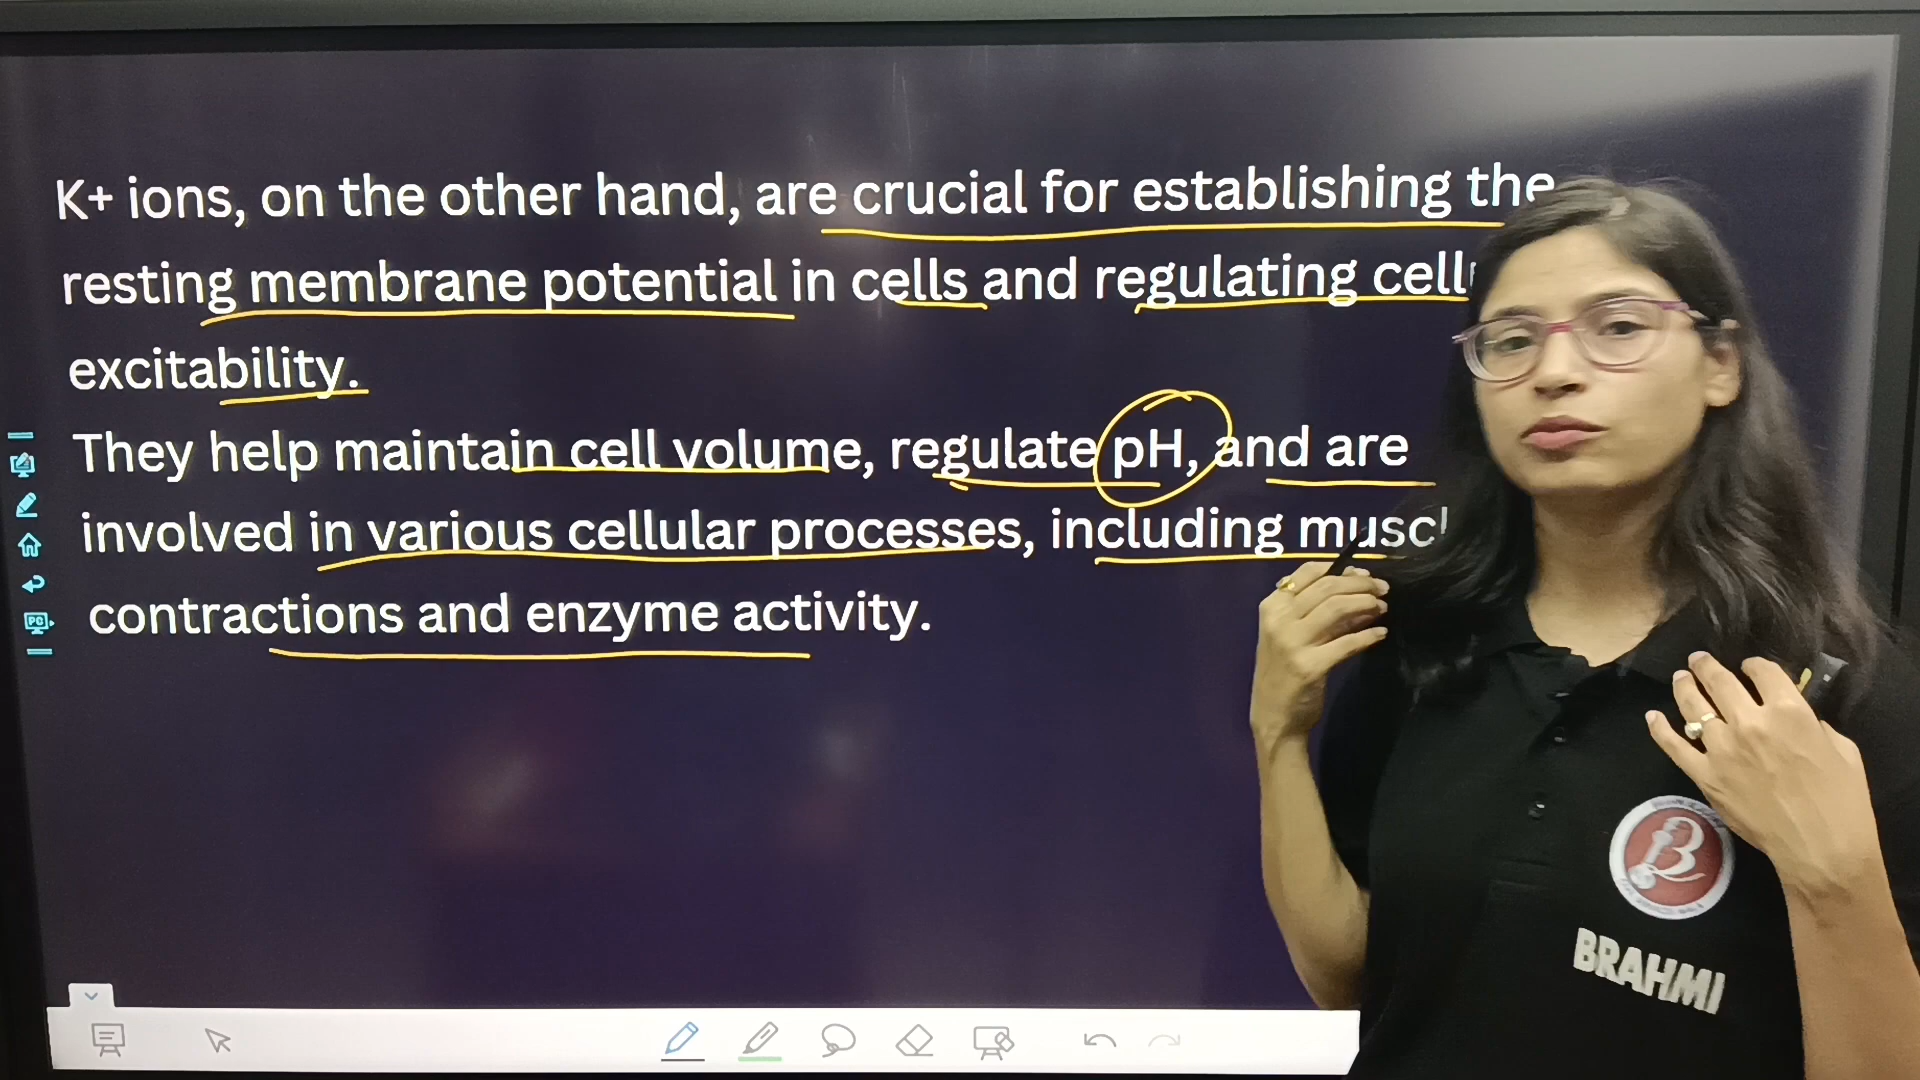 K+ ions, on the other hand, are crucial for establishing the
resting membrane potential in cells and regulating
excitability.
They help maintain cell volume, regulate pH, and are
involved in various cellular processes, including
contractions and enzyme activity.
PC
B
BRAHMI